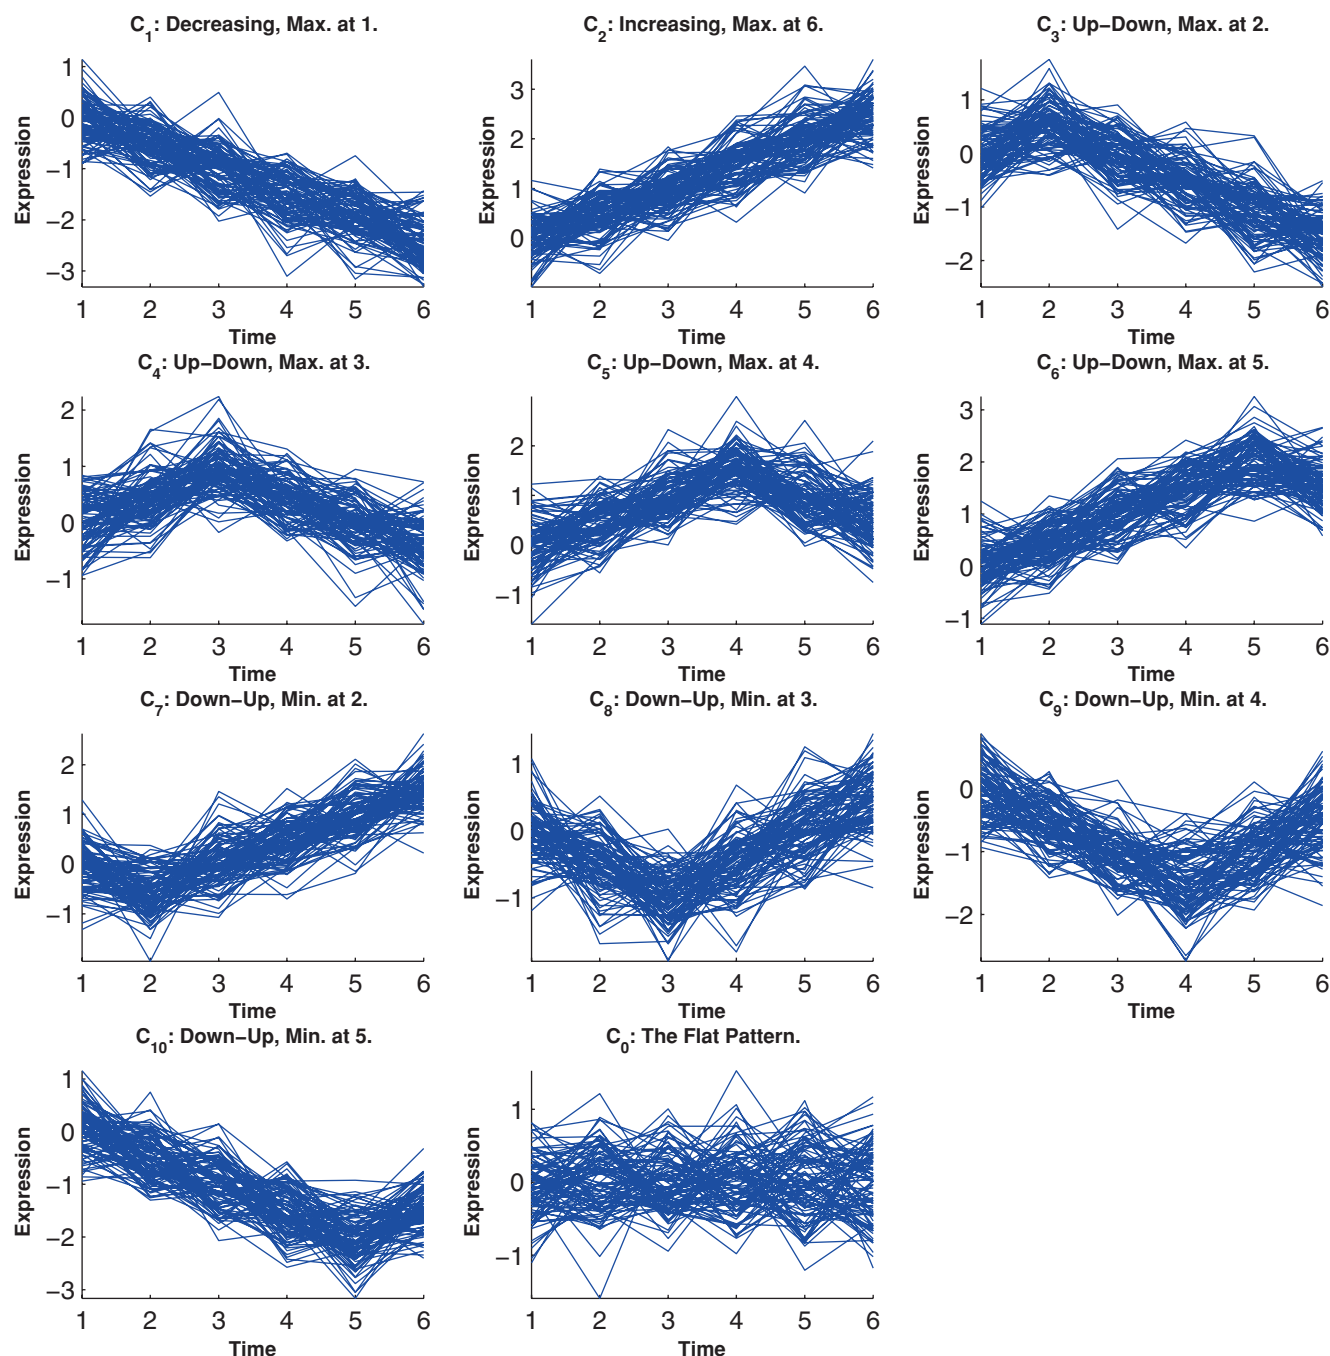 C1: Decreasing, Max. at 1.
C2: Increasing, Max. at 6.
C3: Up−Down, Max. at 2.
Expression
1
0
−1
−2
−3
1 2 3 4 5 6
Time
Expression
3
2
1
0
1 2 3 4 5 6
Time
Expression
1
0
−1
−2
1 2 3 4 5 6
Time
C4: Up−Down, Max. at 3.
C5: Up−Down, Max. at 4.
C6: Up−Down, Max. at 5.
Expression
2
1
0
−1
1 2 3 4 5 6
Time
Expression
2
1
0
−1
1 2 3 4 5 6
Time
Expression
3
2
1
0
−1
1 2 3 4 5 6
Time
C7: Down−Up, Min. at 2.
C8: Down−Up, Min. at 3.
C9: Down−Up, Min. at 4.
Expression
2
1
0
−1
1 2 3 4 5 6
Time
Expression
1
0
−1
1 2 3 4 5 6
Time
Expression
0
−1
−2
1 2 3 4 5 6
Time
C10: Down−Up, Min. at 5.
C0: The Flat Pattern.
Expression
1
0
−1
−2
−3
1 2 3 4 5 6
Time
Expression
1
0
−1
1 2 3 4 5 6
Time